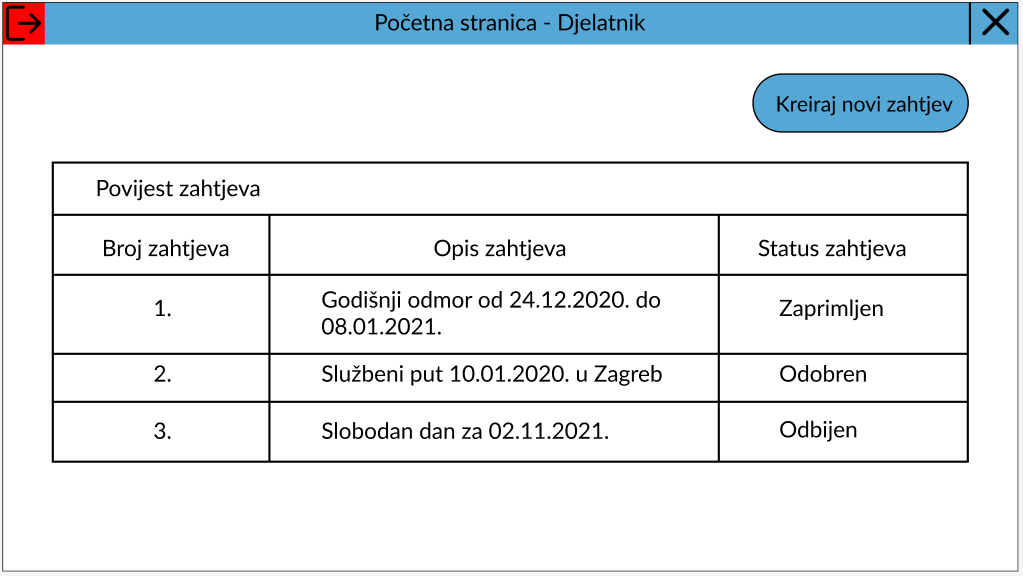 Početna stranica - Djelatnik
Kreiraj novi zahtjev
Povijest zahtjeva
Broj zahtjeva Opis zahtjeva Status zahtjeva
1. Godišnji odmor od 24.12.2020. do
08.01.2021. Zaprimljen
2. Službeni put 10.01.2020. u Zagreb Odobren
3. Slobodan dan za 02.11.2021. Odbijen